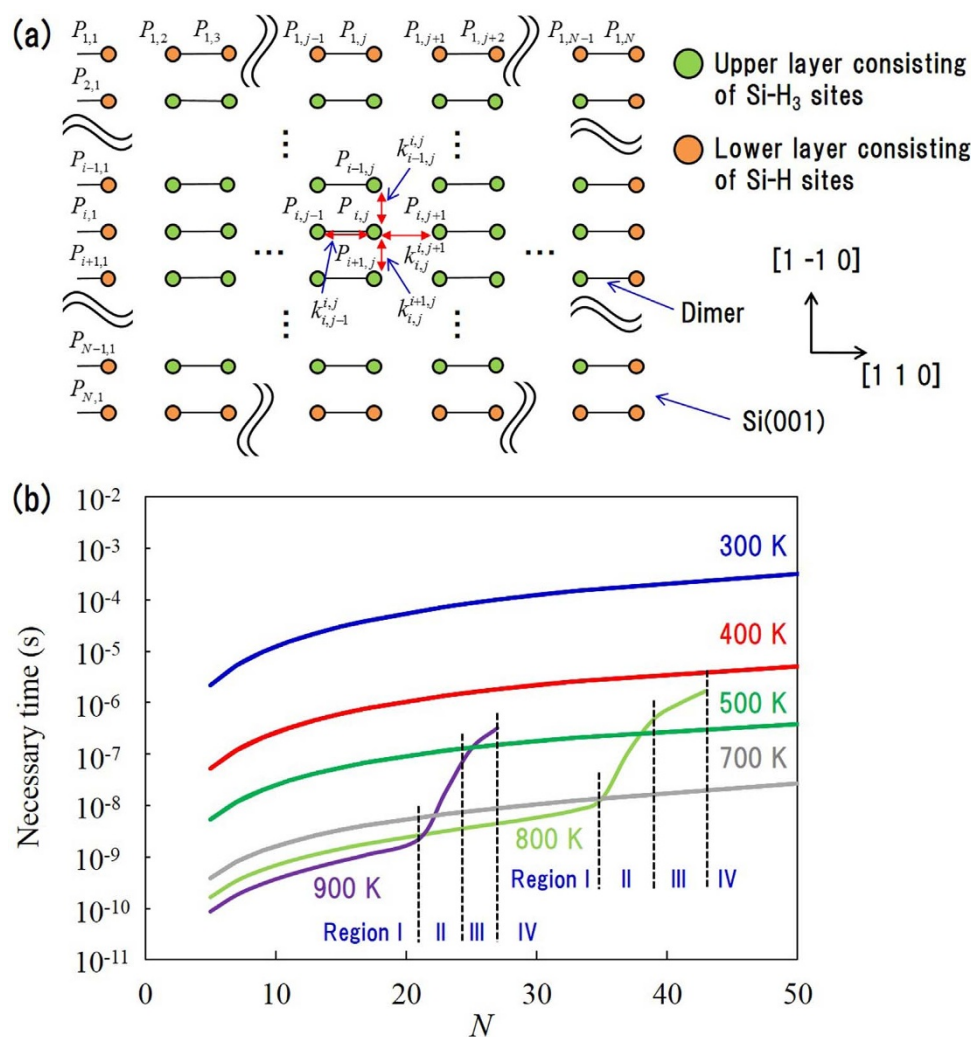 (a)
P1,1 P1,2 P1,3 P1,j−1 P1,j P1,j+1 P1,j+2 P1,N−1 P1,N
P2,1
Upper layer consisting
of Si-H3 sites
Lower layer consisting
of Si-H sites
Pi−1,1 Pi−1,j k i,j i−1,j
Pi,1 Pi,j−1 Pi,j Pi,j+1
Pi+1,1 Pi+1,j k i,j+1 i,j
k i,j i,j−1 k i+1,j i,j
Dimer
[1 -1 0]
[1 1 0]
PN−1,1
PN,1
Si(001)
(b)
Necessary time (s)
10-2
10-3
10-4
10-5
10-6
10-7
10-8
10-9
10-10
10-11
300 K
400 K
500 K
700 K
800 K
900 K
Region I II III IV
Region I II III IV
0 10 20 30 40 50
N